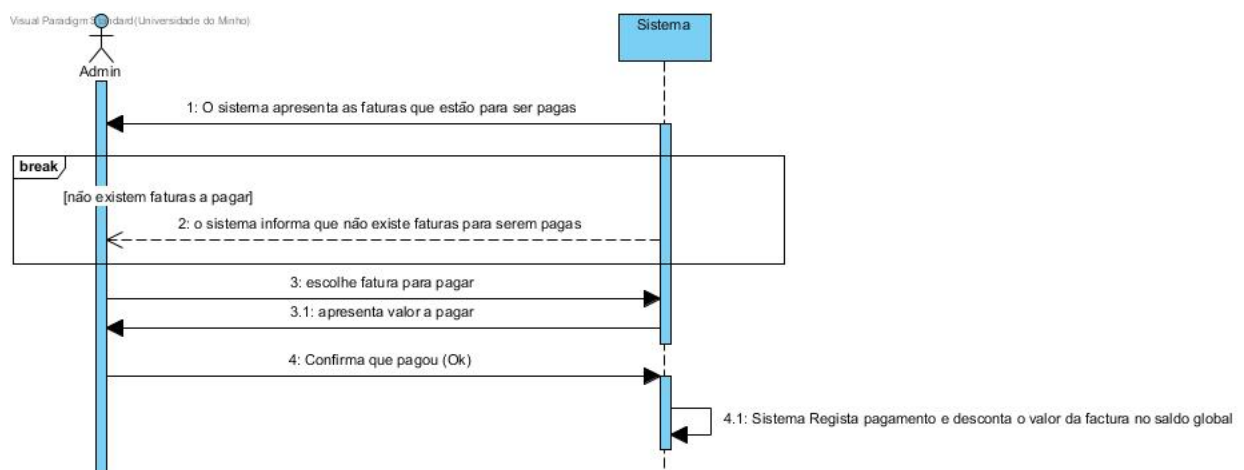 Visual Paradigm Standard(Universidade do Minho)
Sistema
Admin
1: O sistema apresenta as faturas que estão para ser pagas
break
[não existem faturas a pagar]
2: o sistema informa que não existe faturas para serem pagas
3: escolhe fatura para pagar
3.1: apresenta valor a pagar
4: Confirma que pagou (Ok)
4.1: Sistema Regista pagamento e desconta o valor da factura no saldo global